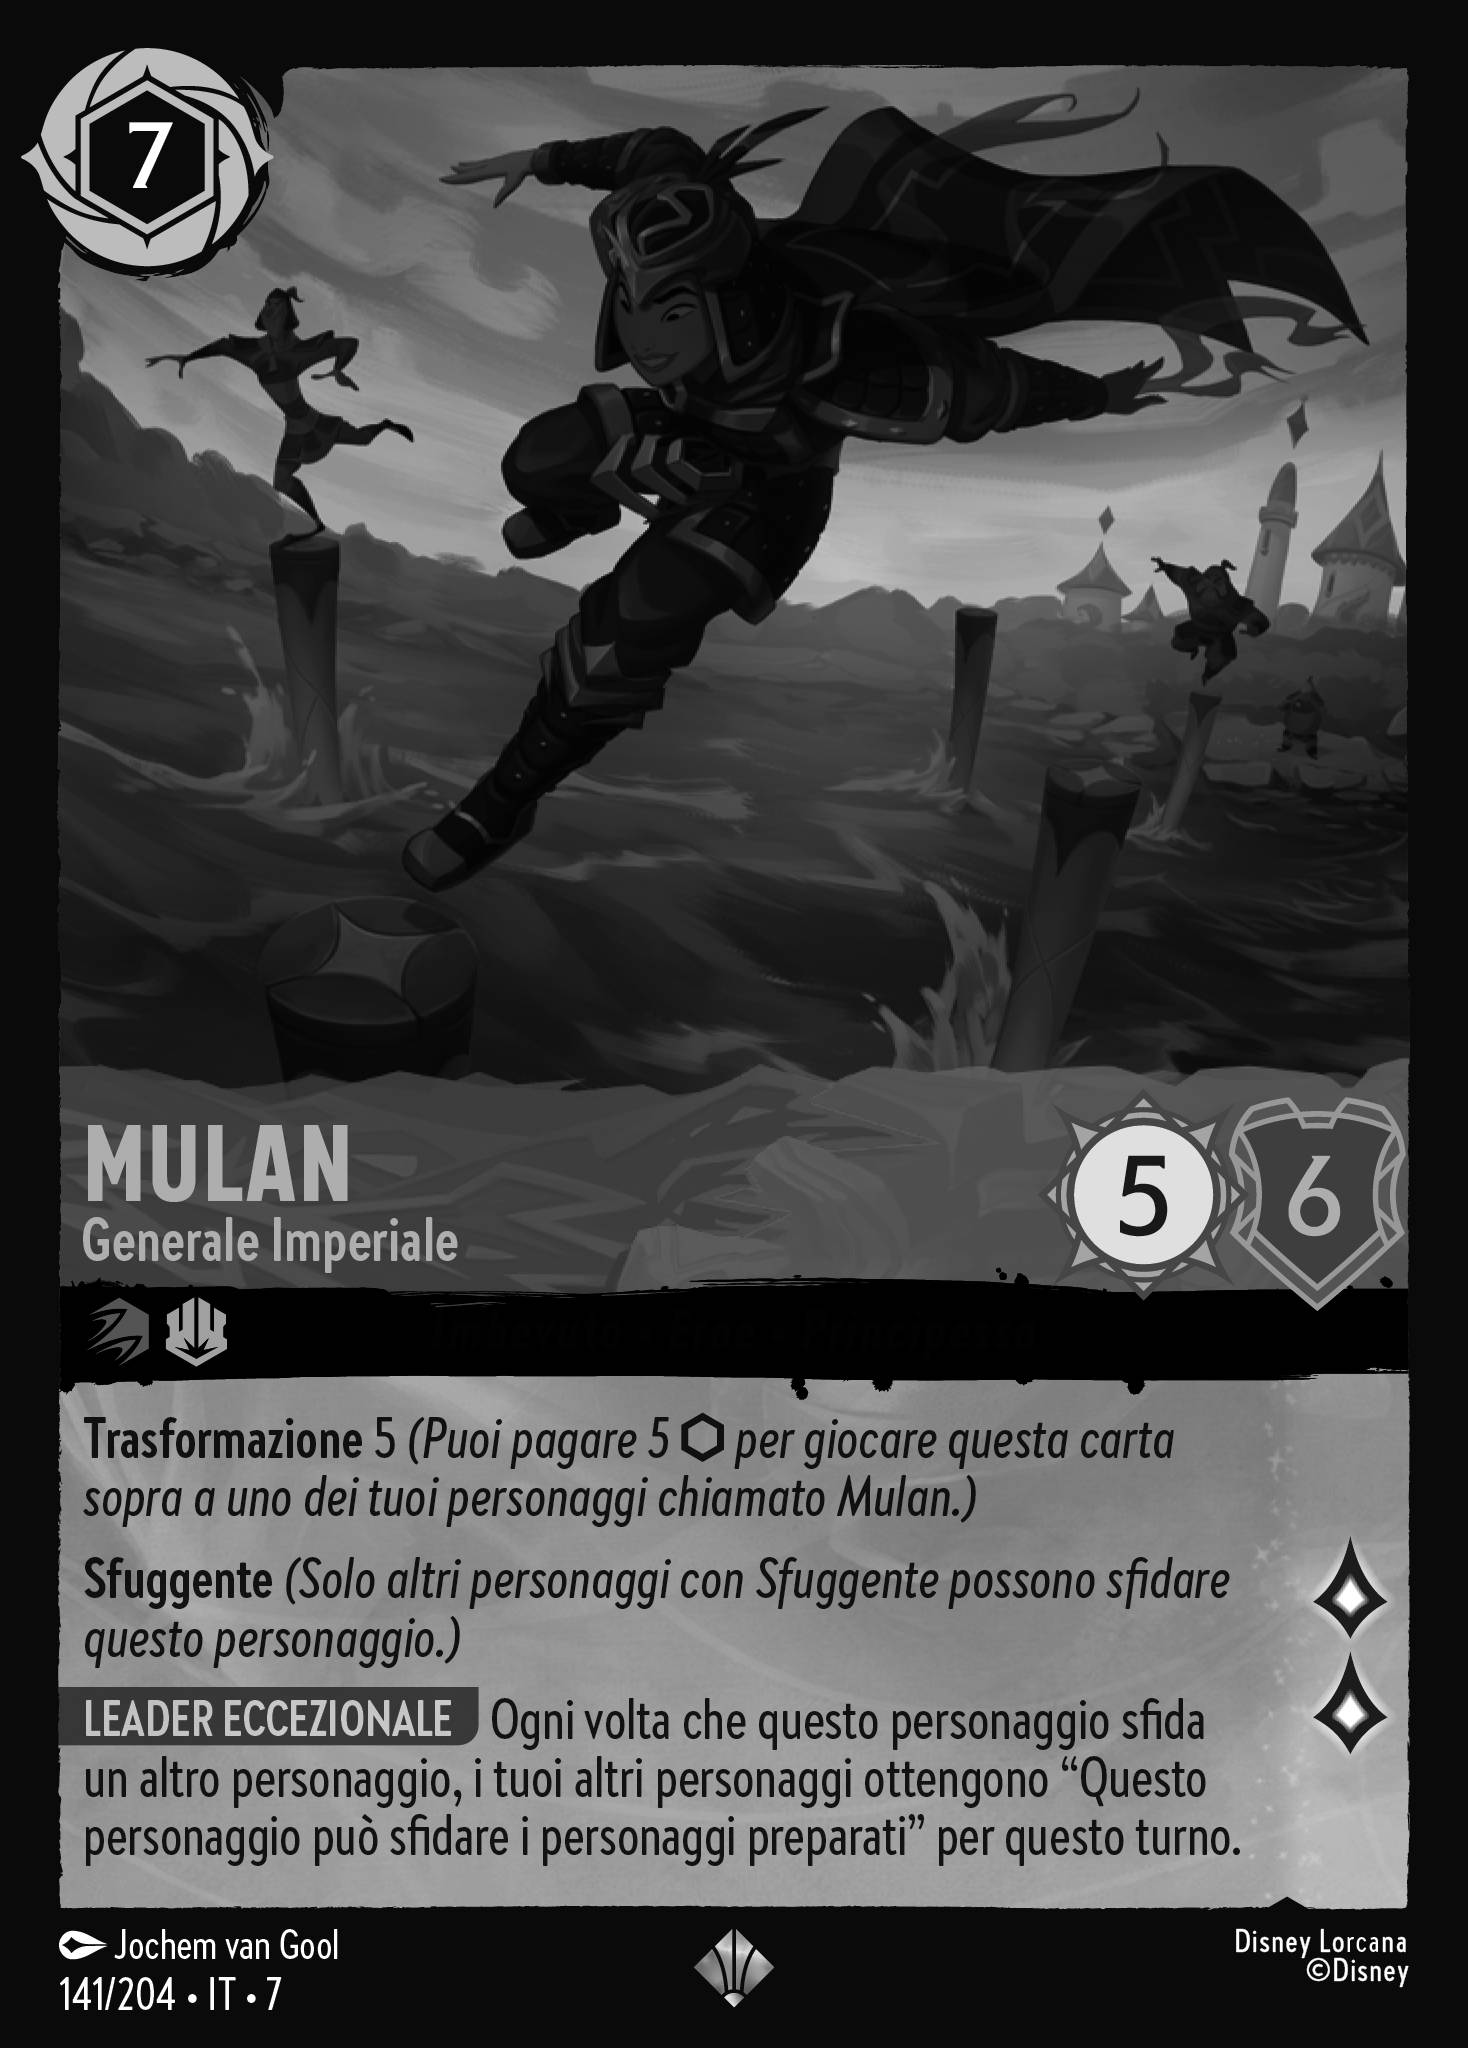 7
MULAN
Generale Imperiale
5
6
Imbevuto • Eroe • Principessa
Trasformazione 5 (Puoi pagare 5 ⬡ per giocare questa carta
sopra a uno dei tuoi personaggi chiamato Mulan.)
Sfuggente (Solo altri personaggi con Sfuggente possono sfidare
questo personaggio.)
LEADER ECCEZIONALE Ogni volta che questo personaggio sfida
un altro personaggio, i tuoi altri personaggi ottengono “Questo
personaggio può sfidare i personaggi preparati” per questo turno.
Jochem van Gool
141/204 • IT • 7
Disney Lorcana
©Disney